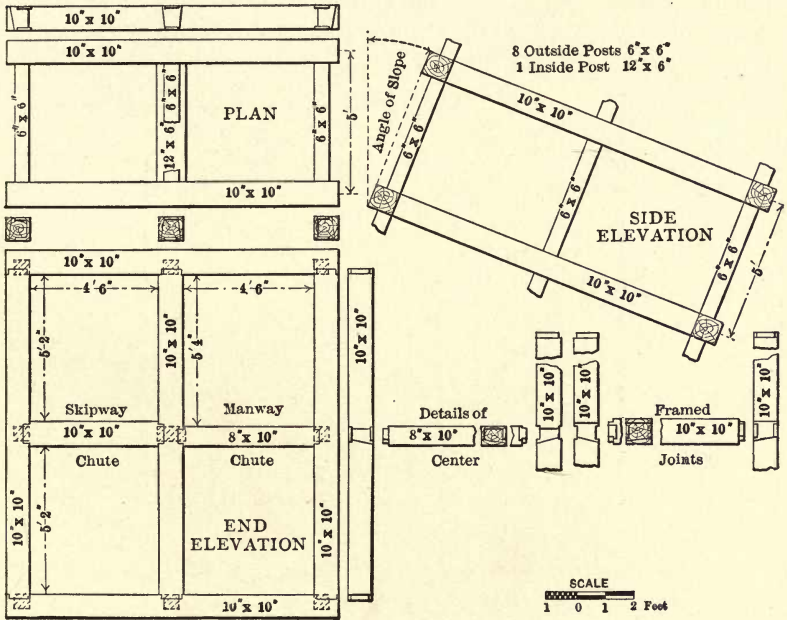 10"x 10"
10"x 10"
6"x 6"
6"x 6"
12"x 6"
PLAN
6"x 6"
5'
10"x 10"
8 Outside Posts 6"x 6"
1 Inside Post 12"x 6"
Angle of Slope
6"x 6"
10"x 10"
6"x 6"
SIDE
ELEVATION
6"x 6"
5'
10"x 10"
10"x 10"
4'6"
4'6"
5'-2"
10"x 10"
5'4"
10"x 10"
Skipway
Manway
10"x 10"
8"x 10"
Chute
Chute
10"x 10"
5'-2"
END
ELEVATION
10"x 10"
10"x 10"
Details of
8"x 10"
Center
10"x 10"
10"x 10"
Framed
10"x 10"
Joints
10"x 10"
SCALE
1 0 1 2 Feet